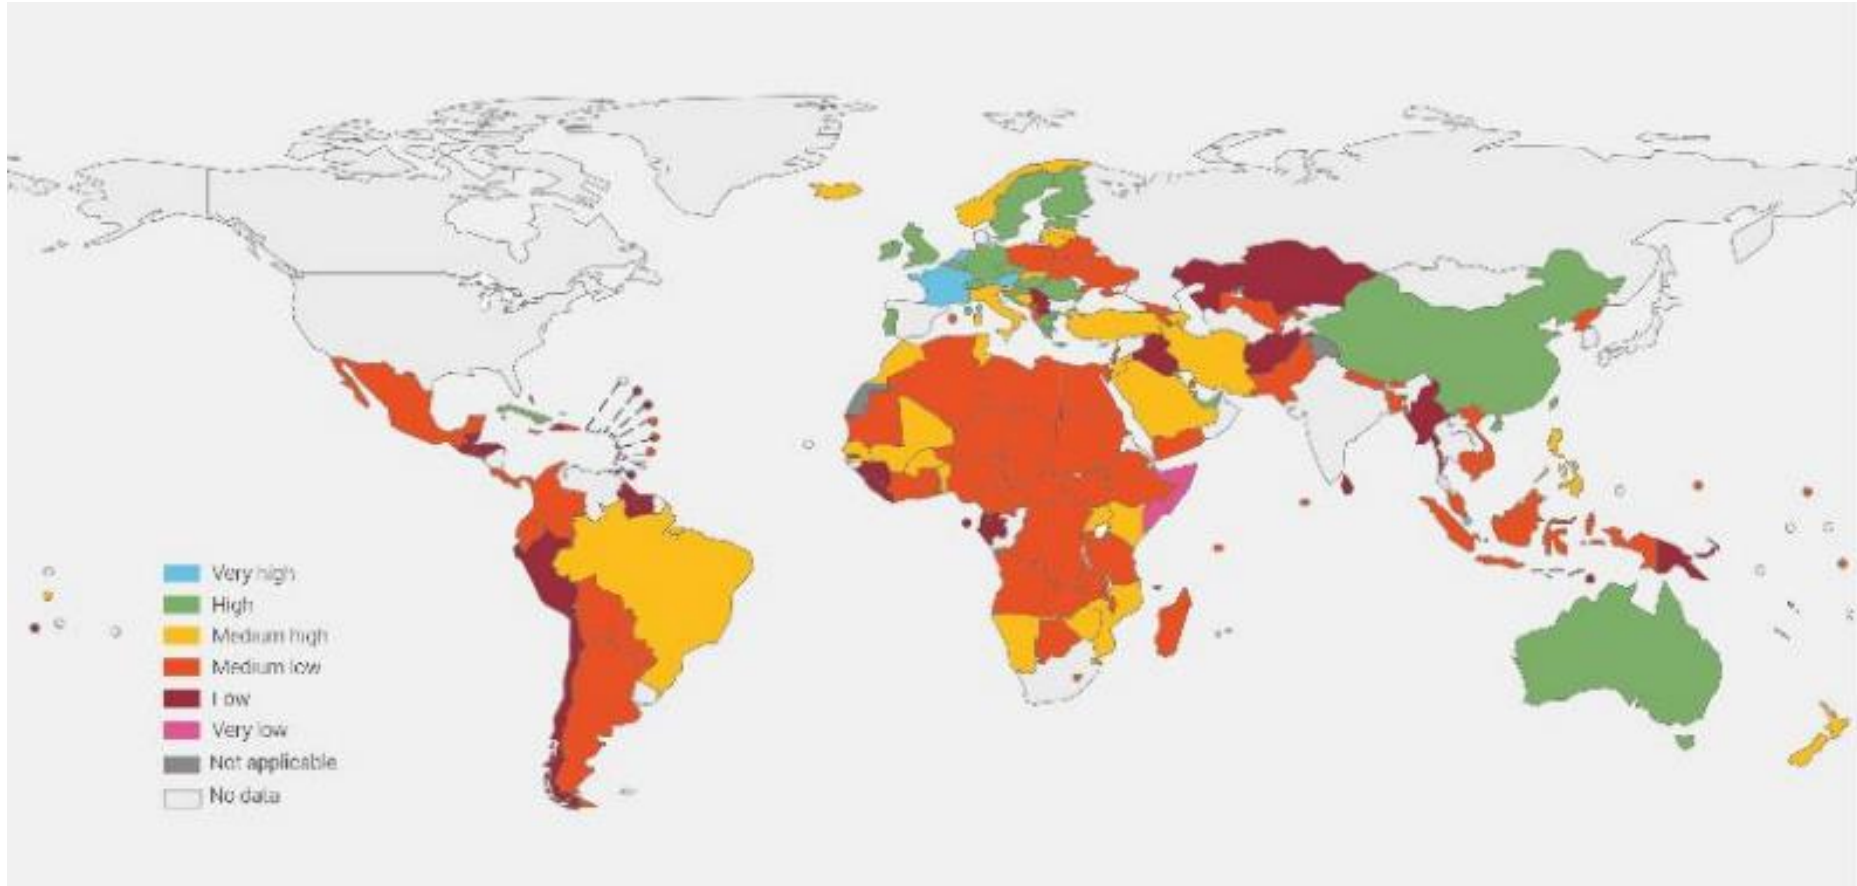 Very high
High
Medium high
Medium low
Low
Very low
Not applicable
No data